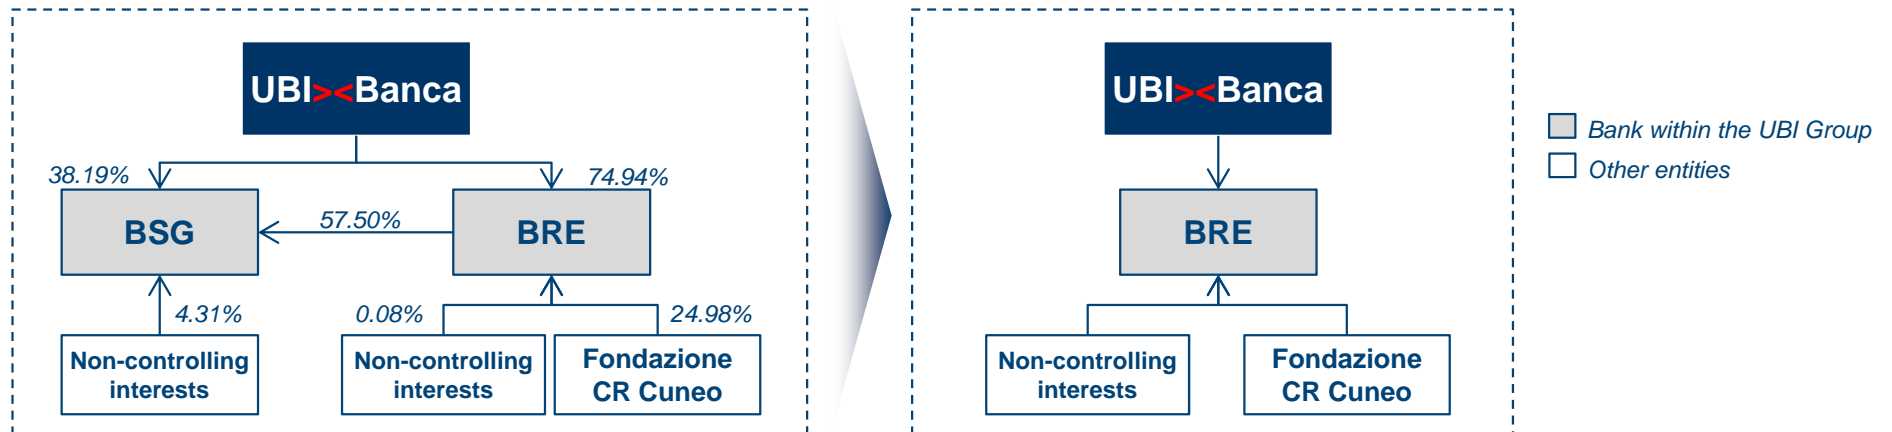 UBI><Banca
38.19%
74.94%
BSG
57.50%
BRE
4.31%
0.08%
24.98%
Non-controlling
interests
Non-controlling
interests
Fondazione
CR Cuneo
UBI><Banca
BRE
Non-controlling
interests
Fondazione
CR Cuneo
Bank within the UBI Group
Other entities